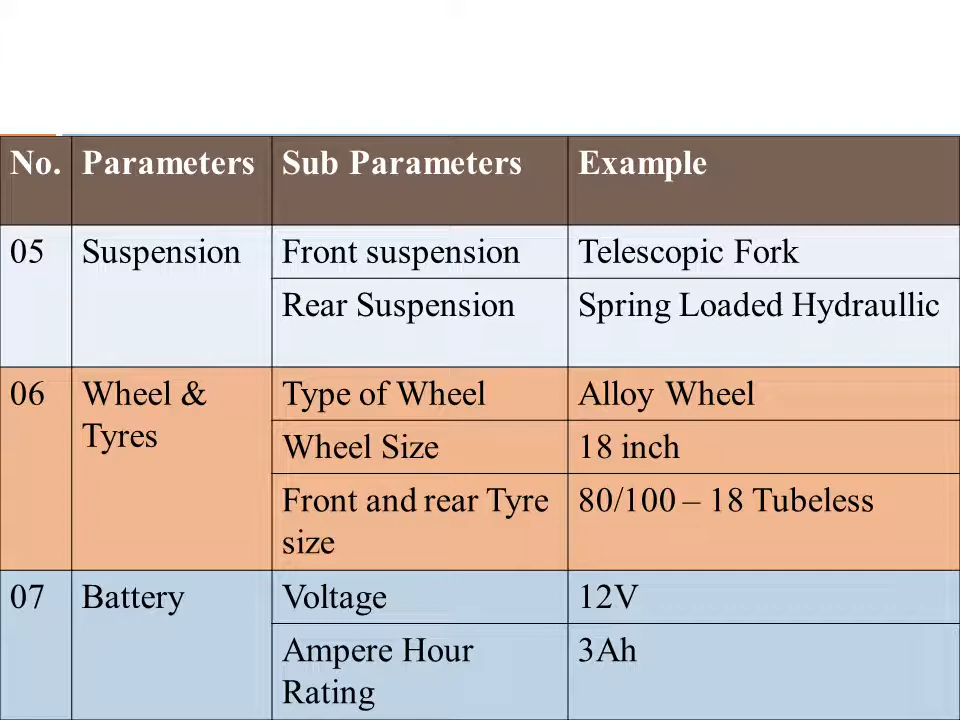 No. Parameters Sub Parameters Example
05 Suspension Front suspension Telescopic Fork
Rear Suspension Spring Loaded Hydraullic
06 Wheel & Type of Wheel Alloy Wheel
Tyres
Wheel Size 18 inch
Front and rear Tyre 80/100 – 18 Tubeless
size
07 Battery Voltage 12V
Ampere Hour 3Ah
Rating